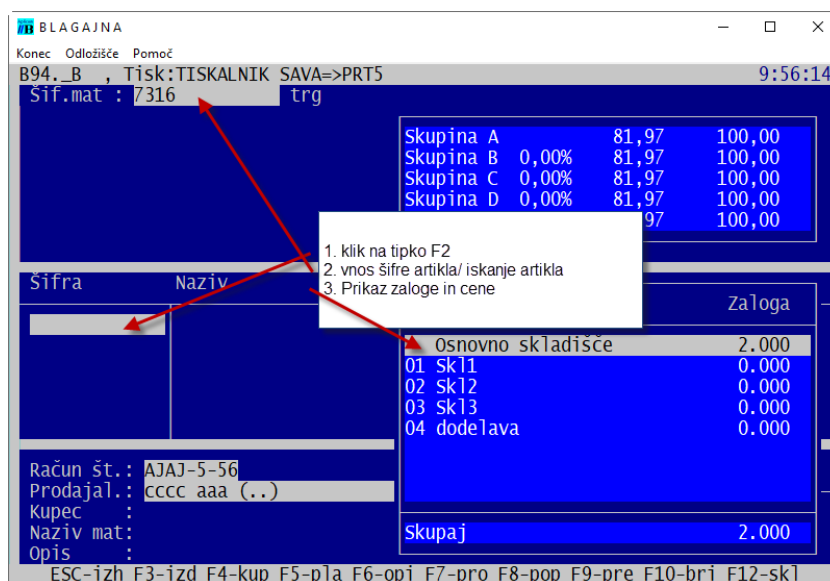 BLAGAJNA
Konec Odložišče Pomoč
B94._B , Tisk:TISKALNIK SAVA=>PRT5 9:56:14
Šif.mat : 7316 trg
Skupina A 81,97 100,00
Skupina B 0,00% 81,97 100,00
Skupina C 0,00% 81,97 100,00
Skupina D 0,00% 81,97 100,00
97 100,00
1. klik na tipko F2
2. vnos šifre artikla/ iskanje artikla
3. Prikaz zaloge in cene
Šifra Naziv
Zaloga
Osnovno skladišče 2.000
01 Skl1 0.000
02 Skl2 0.000
03 Skl3 0.000
04 dodelava 0.000
Račun št.: AJAJ-5-56
Prodajal.: cccc aaa (..)
Kupec :
Naziv mat:
Opis :
Skupaj 2.000
ESC-izh F3-izd F4-kup F5-pla F6-opi F7-pro F8-pop F9-pre F10-bri F12-skl